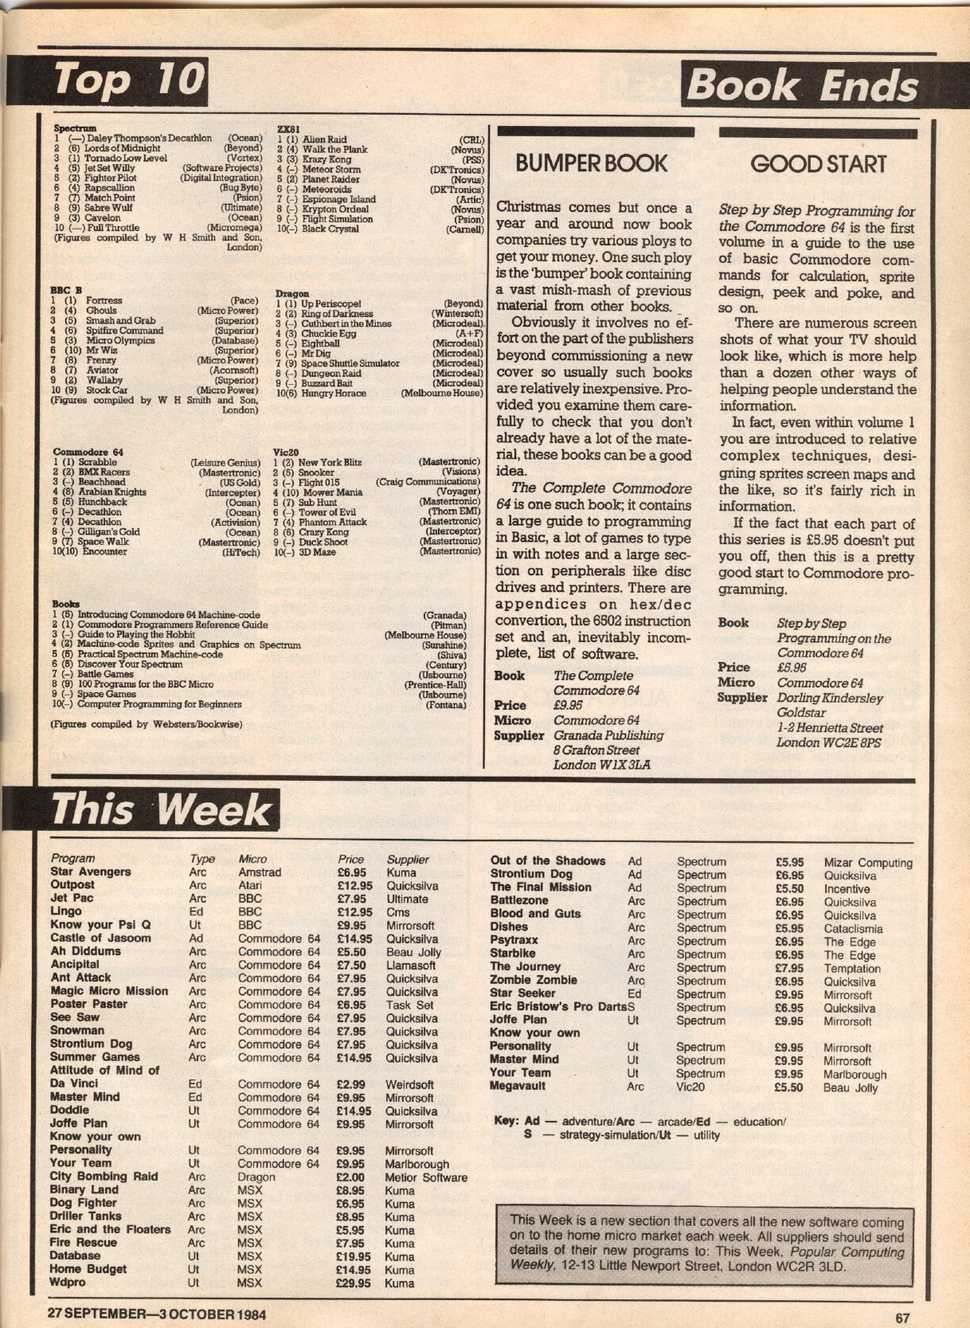 Top 10
Spectrum
1 (—) Daley Thompson's Decathlon (Ocean)
2 (6) Lords of Midnight (Beyond)
3 (1) Tornado Low Level (Vortex)
4 (5) Jet Set Willy (Software Projects)
5 (2) Fighter Pilot (Digital Integration)
6 (4) Rapscallion (Bug Byte)
7 (7) Match Point (Psion)
8 (9) Sabre Wulf (Ultimate)
9 (3) Cavelon (Ocean)
10 (—) Full Throttle (Micromega)
(Figures compiled by W H Smith and Son,
London)
ZX81
1 (1) Alien Raid (CRL)
2 (4) Walk the Plank (Novus)
3 (3) Krazy Kong (PSS)
4 (–) Meteor Storm (DK'Tronics)
5 (2) Planet Raider (Novus)
6 (–) Meteoroids (DK'Tronics)
7 (–) Espionage Island (Artic)
8 (–) Krypton Ordeal (Novus)
9 (–) Flight Simulation (Psion)
10(–) Black Crystal (Carnell)
BBC B
1 (1) Fortress (Pace)
2 (4) Ghouls (Micro Power)
3 (5) Smash and Grab (Superior)
4 (6) Spitfire Command (Superior)
5 (3) Micro Olympics (Database)
6 (10) Mr Wiz (Superior)
7 (8) Frenzy (Micro Power)
8 (7) Aviator (Acornsoft)
9 (2) Wallaby (Superior)
10 (9) Stock Car (Micro Power)
(Figures compiled by W H Smith and Son,
London)
Dragon
1 (1) Up Periscope! (Beyond)
2 (2) Ring of Darkness (Wintersoft)
3 (–) Cuthbert in the Mines (Microdeal)
4 (3) Chuckie Egg (A+F)
5 (–) Eightball (Microdeal)
6 (–) Mr Dig (Microdeal)
7 (9) Space Shuttle Simulator (Microdeal)
8 (–) Dungeon Raid (Microdeal)
9 (–) Buzzard Bait (Microdeal)
10(6) Hungry Horace (Melbourne House)
Commodore 64
1 (1) Scrabble (Leisure Genius)
2 (2) BMX Racers (Mastertronic)
3 (–) Beachhead (US Gold)
4 (6) Arabian Knights (Interceptor)
5 (5) Hunchback (Ocean)
6 (–) Decathlon (Ocean)
7 (4) Decathlon (Activision)
8 (–) Gilligan's Gold (Ocean)
9 (7) Space Walk (Mastertronic)
10(10) Encounter (HiTech)
Vic20
1 (2) New York Blitz (Mastertronic)
2 (5) Snooker (Visions)
3 (–) Flight 015 (Craig Communications)
4 (10) Mower Mania (Voyager)
5 (7) Sub Hunt (Mastertronic)
6 (–) Tower of Evil (Thorn EMI)
7 (4) Phantom Attack (Mastertronic)
8 (6) Crazy Kong (Interceptor)
9 (–) Duck Shoot (Mastertronic)
10(–) 3D Maze (Mastertronic)
Books
1 (5) Introducing Commodore 64 Machine-code (Granada)
2 (1) Commodore Programmers Reference Guide (Pitman)
3 (–) Guide to Playing the Hobbit (Melbourne House)
4 (2) Machine-code Sprites and Graphics on Spectrum (Sunshine)
5 (6) Practical Spectrum Machine-code (Shiva)
6 (8) Discover Your Spectrum (Century)
7 (–) Battle Games (Usbourne)
8 (9) 100 Programs for the BBC Micro (Prentice-Hall)
9 (–) Space Games (Usbourne)
10(–) Computer Programming for Beginners (Fontana)
(Figures compiled by Websters/Bookwise)
Book Ends
BUMPER BOOK
Christmas comes but once a
year and around now book
companies try various ploys to
get your money. One such ploy
is the 'bumper' book containing
a vast mish-mash of previous
material from other books.
Obviously it involves no ef-
fort on the part of the publishers
beyond commissioning a new
cover so usually such books
are relatively inexpensive. Pro-
vided you examine them care-
fully to check that you don't
already have a lot of the mate-
rial, these books can be a good
idea.
The Complete Commodore
64 is one such book; it contains
a large guide to programming
in Basic, a lot of games to type
in with notes and a large sec-
tion on peripherals like disc
drives and printers. There are
appendices on hex/dec
convertion, the 6502 instruction
set and an, inevitably incom-
plete, list of software.
Book The Complete
Commodore 64
Price £9.95
Micro Commodore 64
Supplier Granada Publishing
8 Grafton Street
London W1X 3LA
GOOD START
Step by Step Programming for
the Commodore 64 is the first
volume in a guide to the use
of basic Commodore com-
mands for calculation, sprite
design, peek and poke, and
so on.
There are numerous screen
shots of what your TV should
look like, which is more help
than a dozen other ways of
helping people understand the
information.
In fact, even within volume 1
you are introduced to relative
complex techniques, desi-
gning sprites screen maps and
the like, so it's fairly rich in
information.
If the fact that each part of
this series is £5.95 doesn't put
you off, then this is a pretty
good start to Commodore pro-
gramming.
Book Step by Step
Programming on the
Commodore 64
Price £5.95
Micro Commodore 64
Supplier Dorling Kindersley
Goldstar
1-2 Henrietta Street
London WC2E 8PS
This Week
Program Type Micro Price Supplier
Star Avengers Arc Amstrad £6.95 Kuma
Outpost Arc Atari £12.95 Quicksilva
Jet Pac Arc BBC £7.95 Ultimate
Lingo Ed BBC £12.95 Cms
Know your Psi Q Ut BBC £9.95 Mirrorsoft
Castle of Jasoom Ad Commodore 64 £14.95 Quicksilva
Ah Diddums Arc Commodore 64 £5.50 Beau Jolly
Ancipital Arc Commodore 64 £7.50 Llamasoft
Ant Attack Arc Commodore 64 £7.95 Quicksilva
Magic Micro Mission Arc Commodore 64 £7.95 Quicksilva
Poster Paster Arc Commodore 64 £6.95 Task Set
See Saw Arc Commodore 64 £7.95 Quicksilva
Snowman Arc Commodore 64 £7.95 Quicksilva
Strontium Dog Arc Commodore 64 £7.95 Quicksilva
Summer Games Arc Commodore 64 £14.95 Quicksilva
Attitude of Mind of
Da Vinci Ed Commodore 64 £2.99 Weirdsoft
Master Mind Ed Commodore 64 £9.95 Mirrorsoft
Doddle Ut Commodore 64 £14.95 Quicksilva
Joffe Plan Ut Commodore 64 £9.95 Mirrorsoft
Know your own
Personality Ut Commodore 64 £9.95 Mirrorsoft
Your Team Ut Commodore 64 £9.95 Marlborough
City Bombing Raid Arc Dragon £2.00 Metior Software
Binary Land Arc MSX £8.95 Kuma
Dog Fighter Arc MSX £6.95 Kuma
Driller Tanks Arc MSX £8.95 Kuma
Eric and the Floaters Arc MSX £5.95 Kuma
Fire Rescue Arc MSX £7.95 Kuma
Database Ut MSX £19.95 Kuma
Home Budget Ut MSX £14.95 Kuma
Wdpro Ut MSX £29.95 Kuma
Out of the Shadows Ad Spectrum £5.95 Mizar Computing
Strontium Dog Ad Spectrum £6.95 Quicksilva
The Final Mission Ad Spectrum £5.50 Incentive
Battlezone Arc Spectrum £6.95 Quicksilva
Blood and Guts Arc Spectrum £6.95 Quicksilva
Dishes Arc Spectrum £5.95 Cataclismia
Psytraxx Arc Spectrum £6.95 The Edge
Starbike Arc Spectrum £6.95 The Edge
The Journey Arc Spectrum £7.95 Temptation
Zombie Zombie Arc Spectrum £6.95 Quicksilva
Star Seeker Ed Spectrum £9.95 Mirrorsoft
Eric Bristow's Pro Darts S Spectrum £6.95 Quicksilva
Joffe Plan Ut Spectrum £9.95 Mirrorsoft
Know your own
Personality Ut Spectrum £9.95 Mirrorsoft
Master Mind Ut Spectrum £9.95 Mirrorsoft
Your Team Ut Spectrum £9.95 Marlborough
Megavault Arc Vic20 £5.50 Beau Jolly
Key: Ad — adventure/Arc — arcade/Ed — education/
S — strategy-simulation/Ut — utility
This Week is a new section that covers all the new software coming
on to the home micro market each week. All suppliers should send
details of their new programs to: This Week, Popular Computing
Weekly, 12-13 Little Newport Street, London WC2R 3LD.
27 SEPTEMBER—3 OCTOBER 1984
67